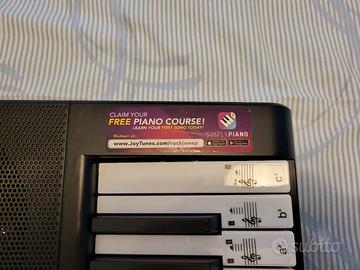 CLAIM YOUR
FREE PIANO COURSE!
LEARN YOUR FIRST SONG TODAY!
Redeem at:
www.JoyTunes.com/rockjamsp
SIMPLY PIANO
c'
b'
a'
subito